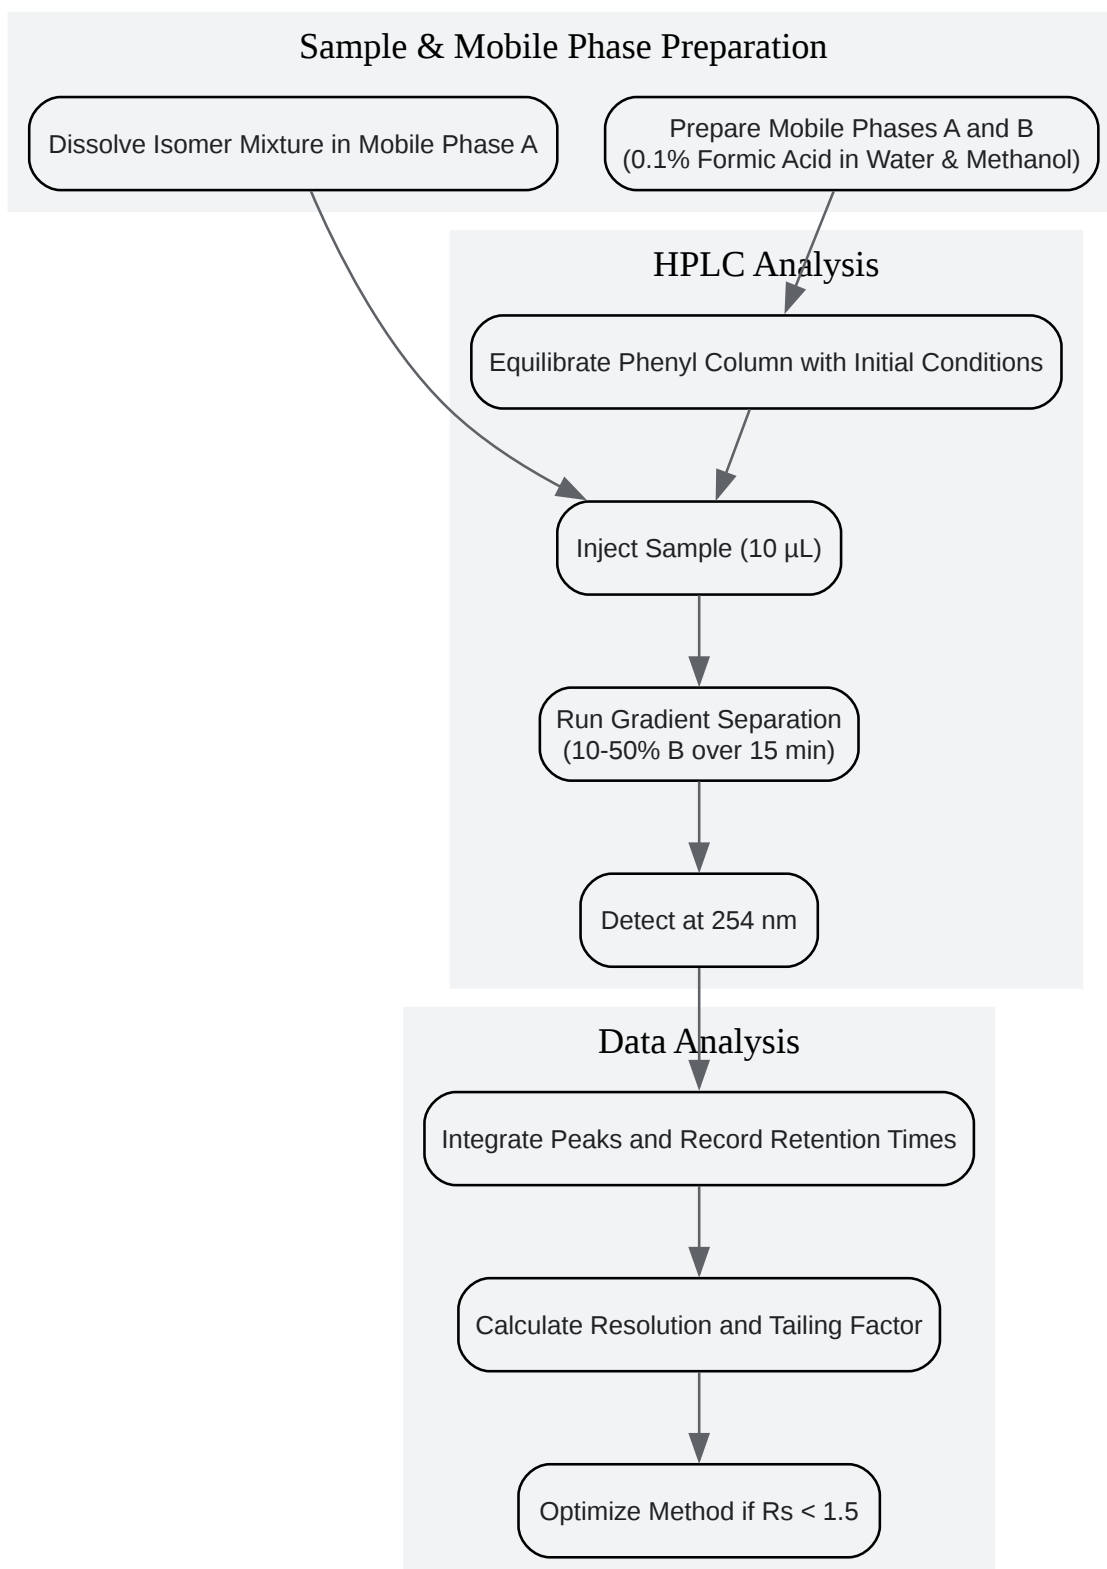 Sample & Mobile Phase Preparation
Dissolve Isomer Mixture in Mobile Phase A
Prepare Mobile Phases A and B
(0.1% Formic Acid in Water & Methanol)
HPLC Analysis
Equilibrate Phenyl Column with Initial Conditions
Inject Sample (10 µL)
Run Gradient Separation
(10-50% B over 15 min)
Detect at 254 nm
Data Analysis
Integrate Peaks and Record Retention Times
Calculate Resolution and Tailing Factor
Optimize Method if Rs < 1.5